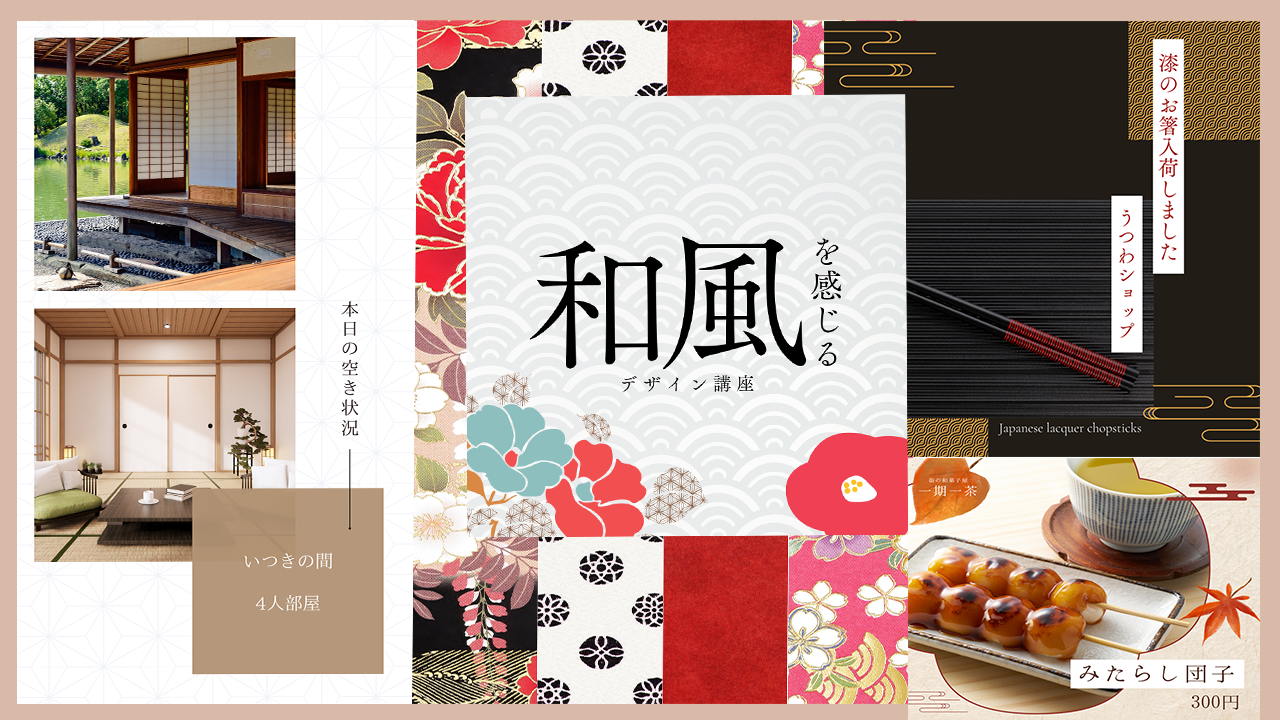 本日の空き状況
いつきの間
4人部屋
和風
を感じる
デザイン講座
漆のお箸入荷しました
うつわショップ
Japanese lacquer chopsticks
街の和菓子屋
一期一茶
みたらし団子
300円